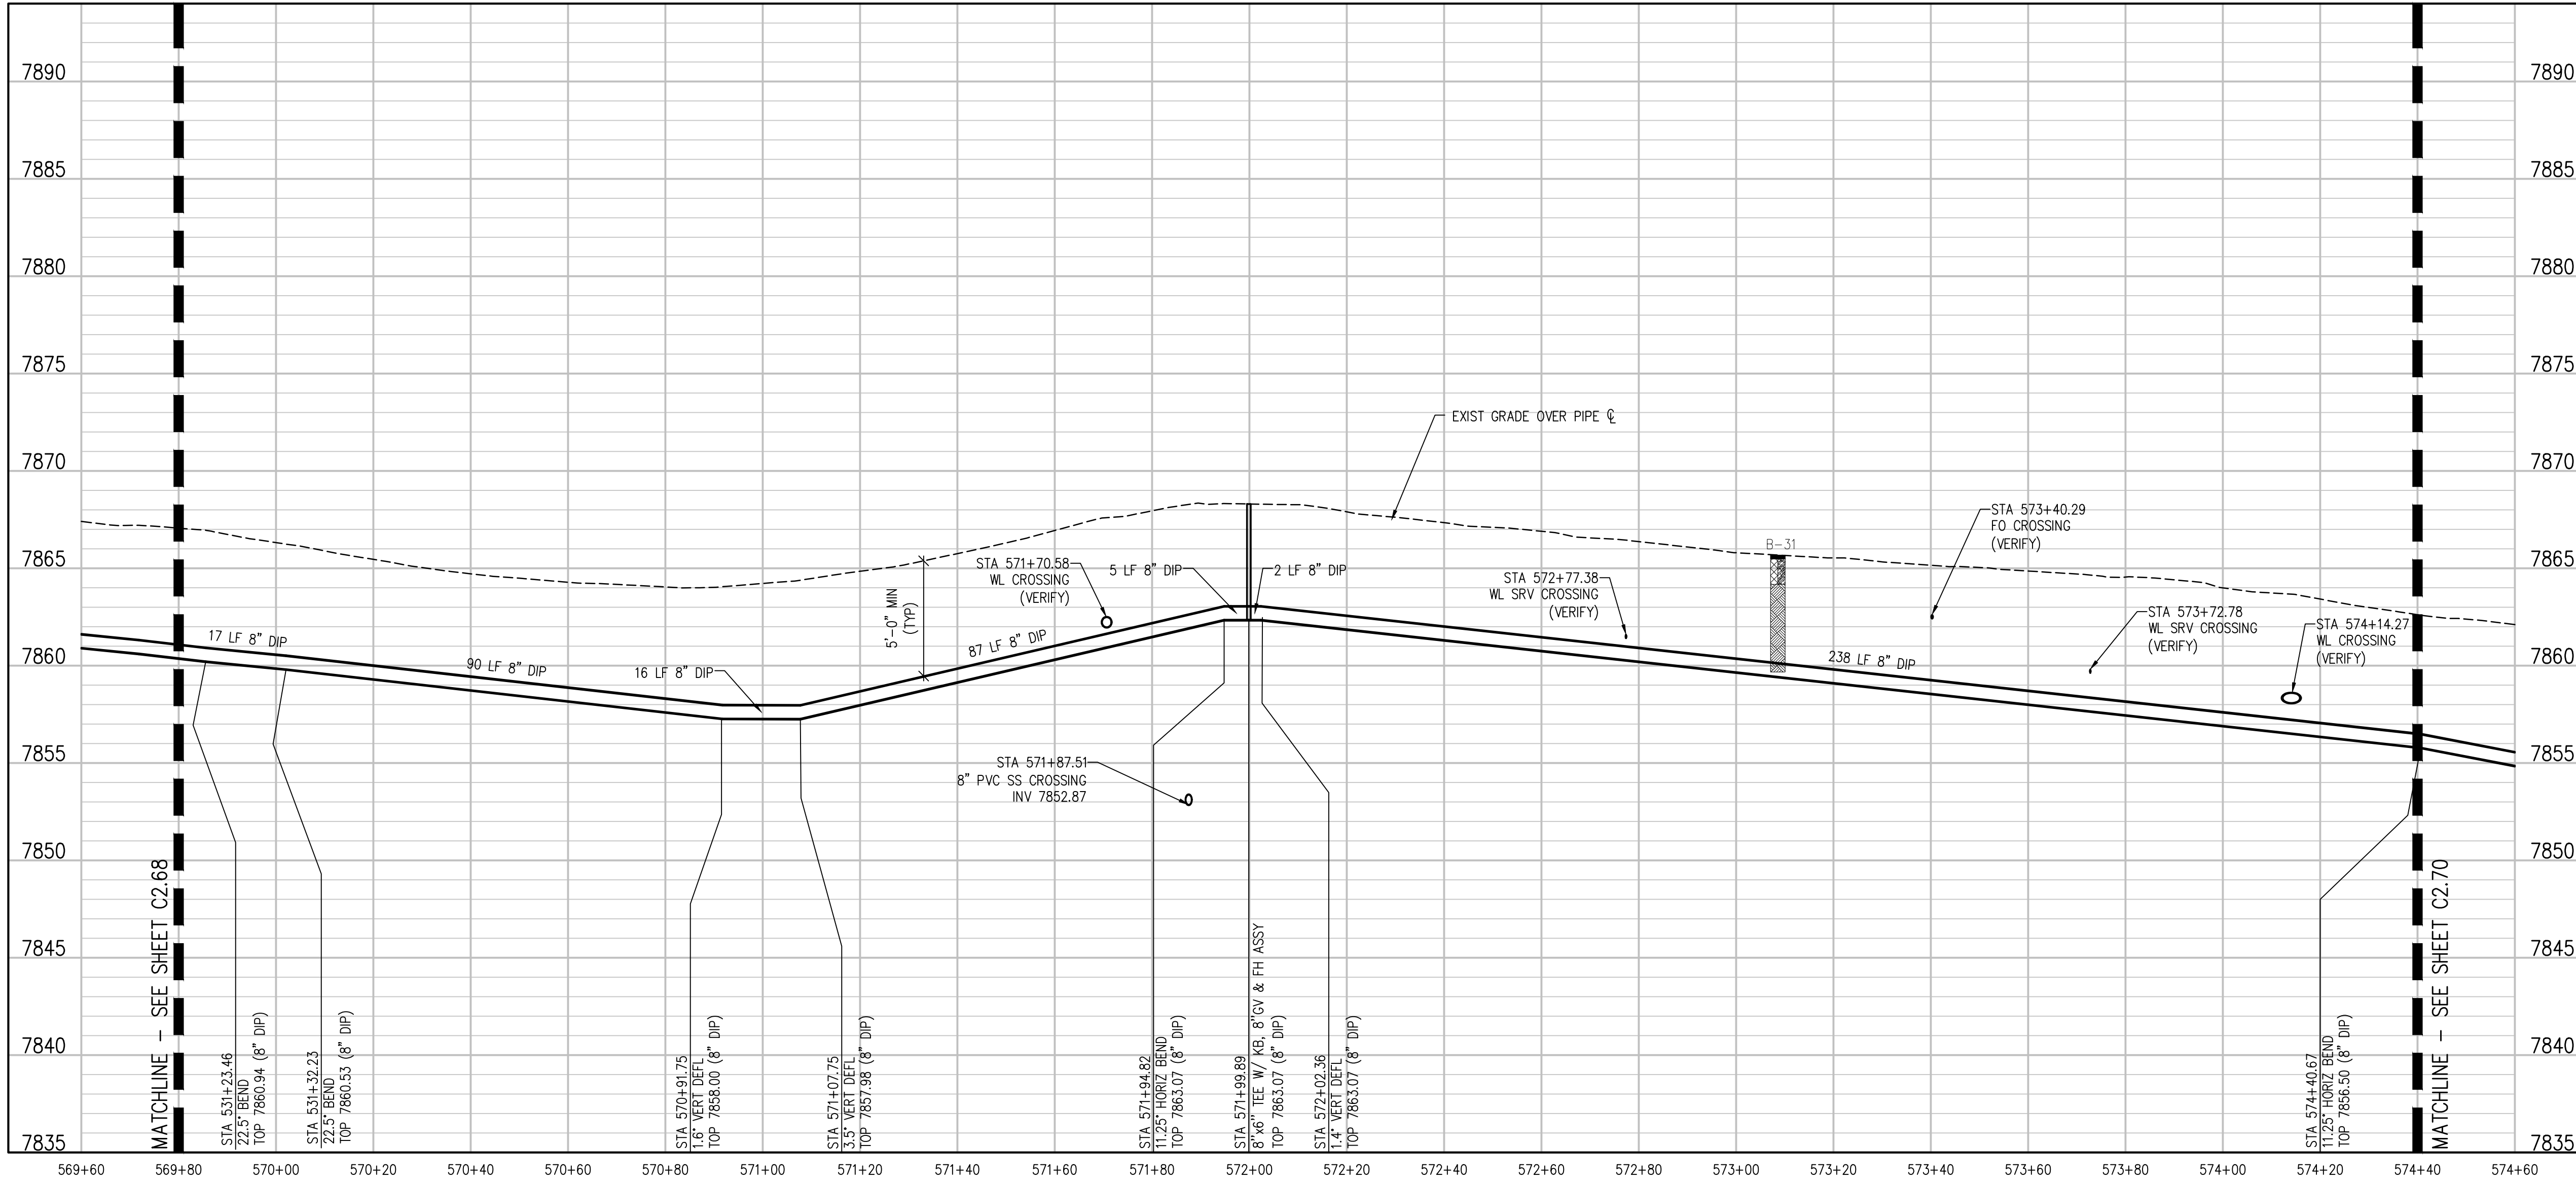 7890
7885
7880
7875
7870
7865
7860
7855
7850
7845
7840
7835
MATCHLINE - SEE SHEET C2.68
17 LF 8" DIP
90 LF 8" DIP
16 LF 8" DIP
5'-0" MIN
(TYP)
87 LF 8" DIP
STA 571+70.58
WL CROSSING
(VERIFY)
5 LF 8" DIP
2 LF 8" DIP
EXIST GRADE OVER PIPE ℄
STA 572+77.38
WL SRV CROSSING
(VERIFY)
B-31
238 LF 8" DIP
STA 573+40.29
FO CROSSING
(VERIFY)
STA 573+72.78
WL SRV CROSSING
(VERIFY)
STA 574+14.27
WL CROSSING
(VERIFY)
STA 571+87.51
8" PVC SS CROSSING
INV 7852.87
STA 531+23.46
22.5° BEND
TOP 7860.94 (8" DIP)
STA 531+32.23
22.5° BEND
TOP 7860.53 (8" DIP)
STA 570+91.75
1.6° VERT DEFL
TOP 7858.00 (8" DIP)
STA 571+07.75
3.5° VERT DEFL
TOP 7857.98 (8" DIP)
STA 571+94.82
11.25° HORIZ BEND
TOP 7863.07 (8" DIP)
STA 571+99.89
8"x6" TEE W/ KB, 8"GV & FH ASSY
TOP 7863.07 (8" DIP)
STA 572+02.36
1.4° VERT DEFL
TOP 7863.07 (8" DIP)
STA 574+40.67
11.25° HORIZ BEND
TOP 7856.50 (8" DIP)
MATCHLINE - SEE SHEET C2.70
7890
7885
7880
7875
7870
7865
7860
7855
7850
7845
7840
7835
569+60 569+80 570+00 570+20 570+40 570+60 570+80 571+00 571+20 571+40 571+60 571+80 572+00 572+20 572+40 572+60 572+80 573+00 573+20 573+40 573+60 573+80 574+00 574+20 574+40 574+60